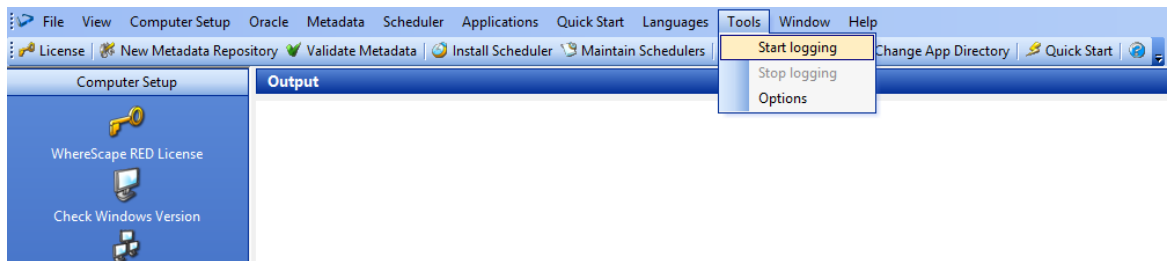 File View Computer Setup Oracle Metadata Scheduler Applications Quick Start Languages Tools Window Help
License New Metadata Repository Validate Metadata Install Scheduler Maintain Schedulers Change App Directory Quick Start
Start logging
Stop logging
Options
Computer Setup
Output
WhereScape RED License
Check Windows Version